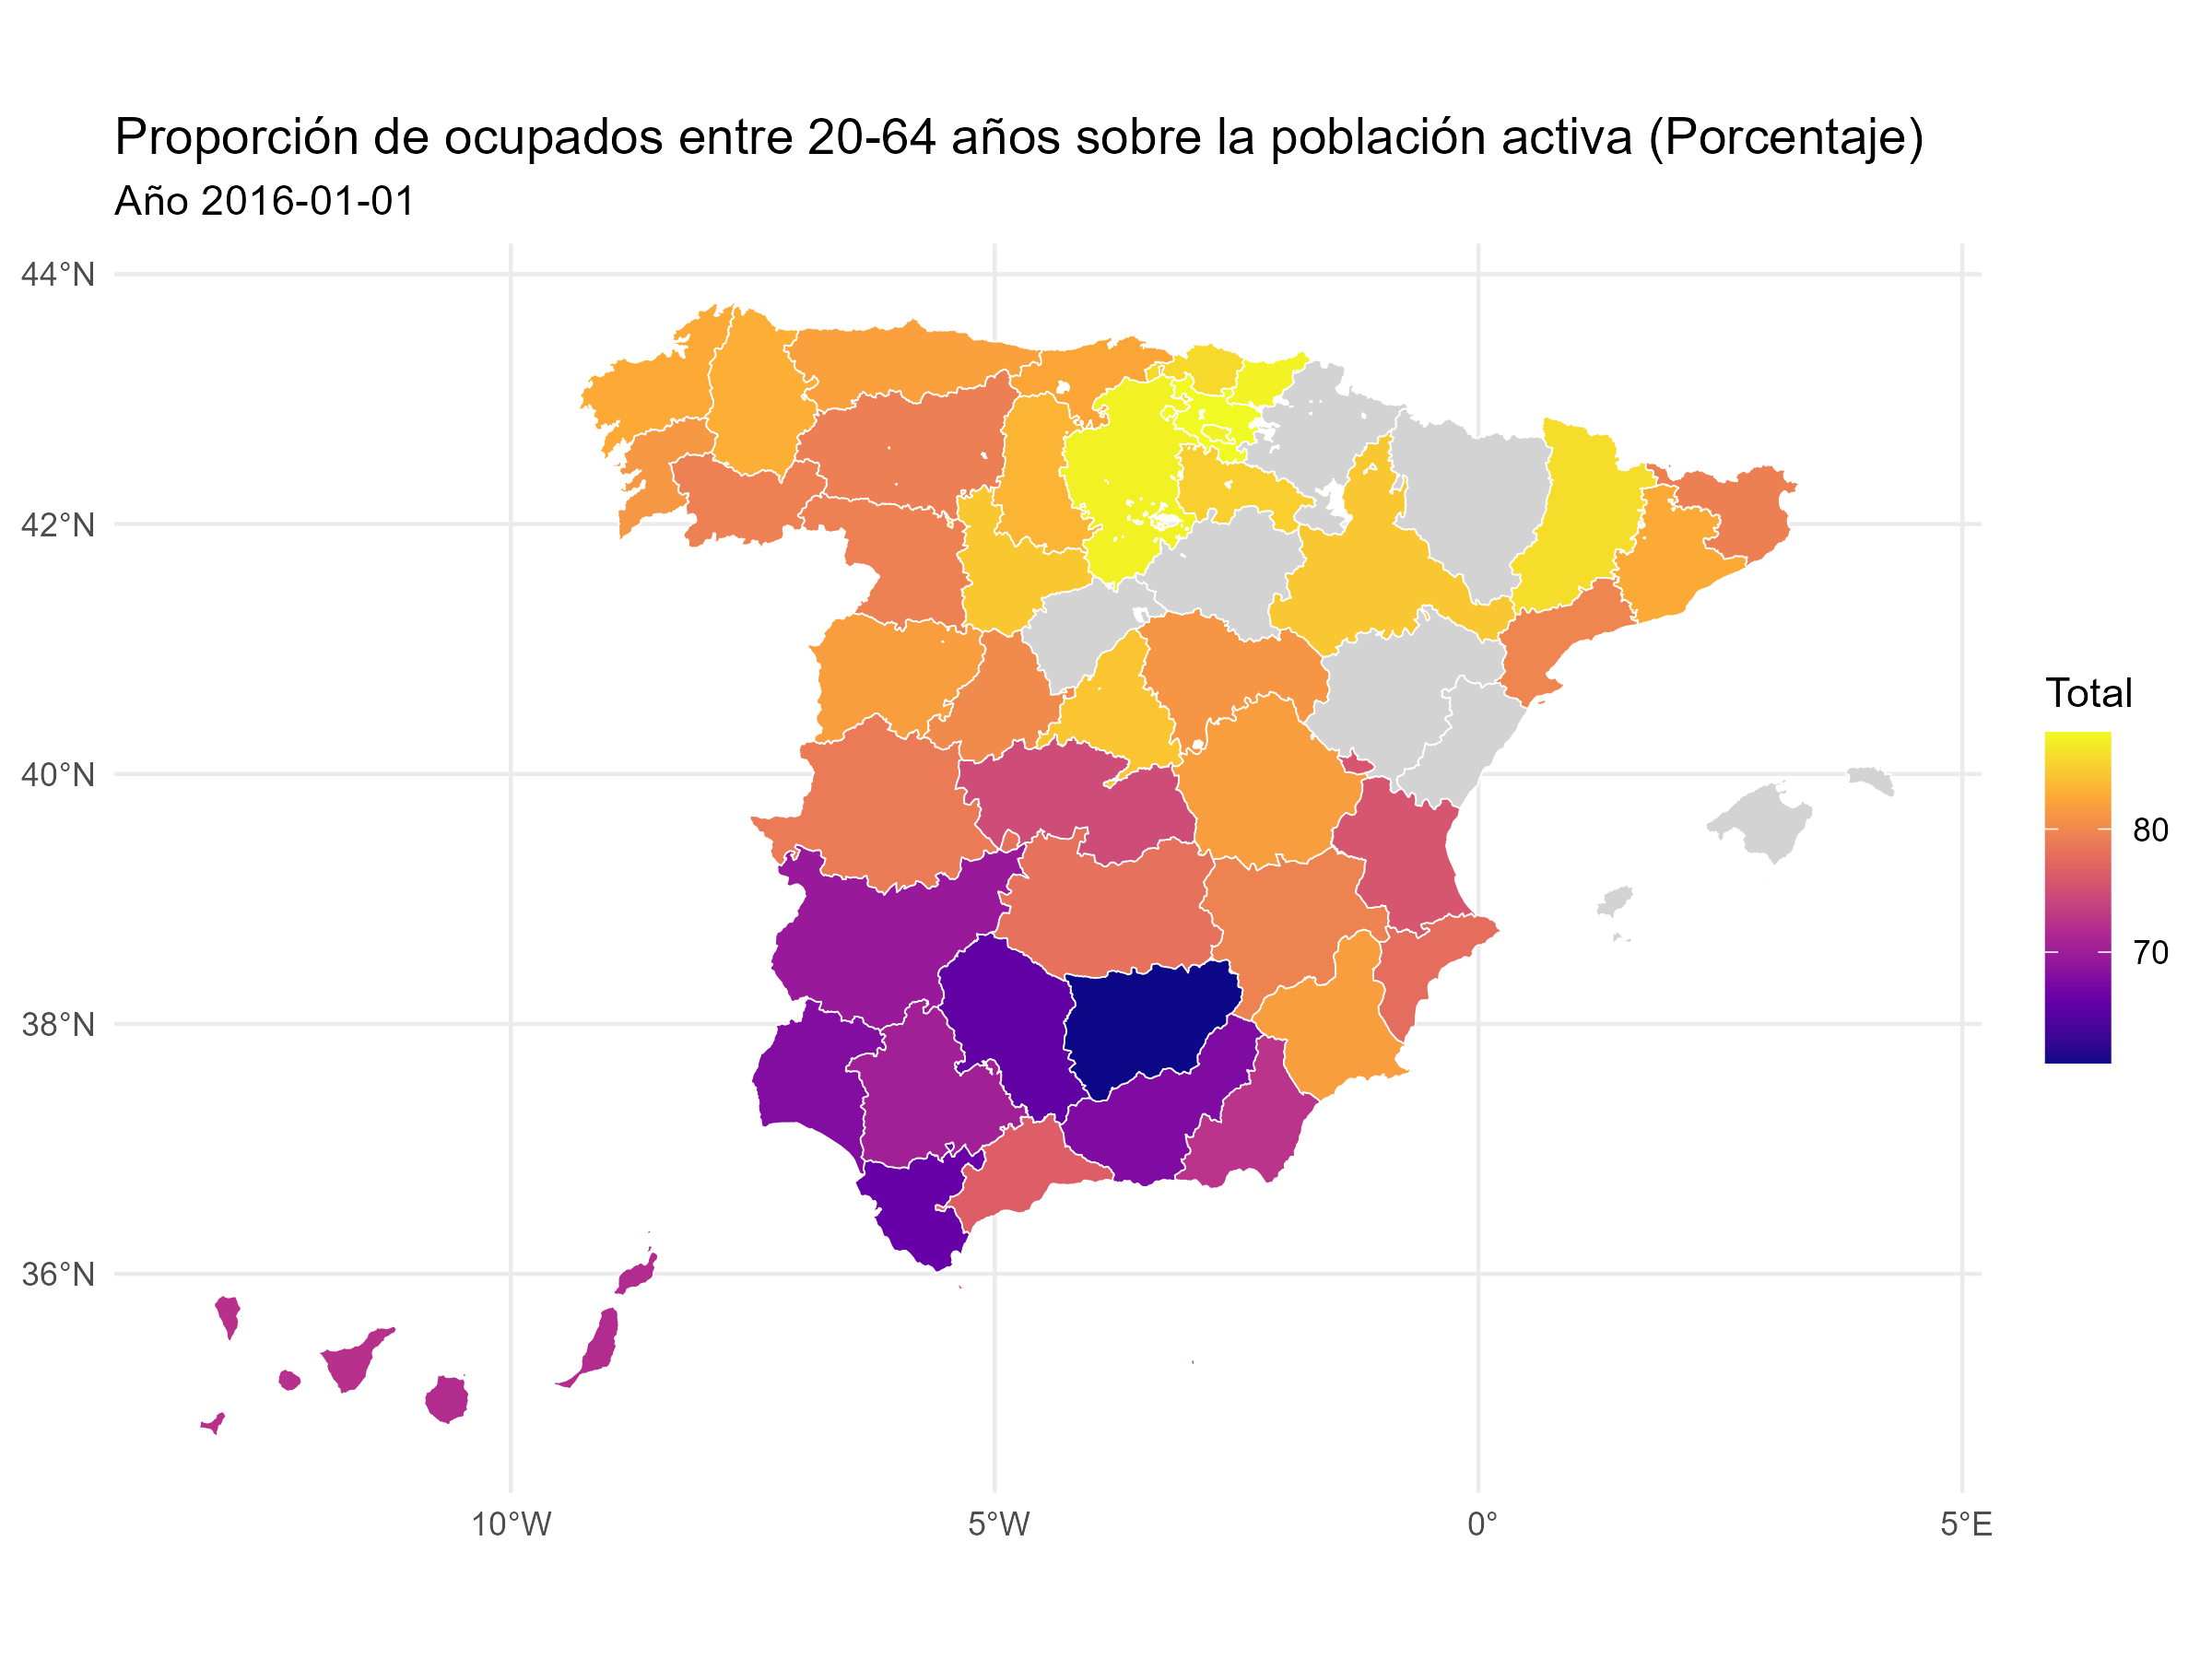 Proporción de ocupados entre 20-64 años sobre la población activa (Porcentaje)
Año 2016-01-01
44°N
42°N
40°N
38°N
36°N
10°W
5°W
0°
5°E
Total
80
70